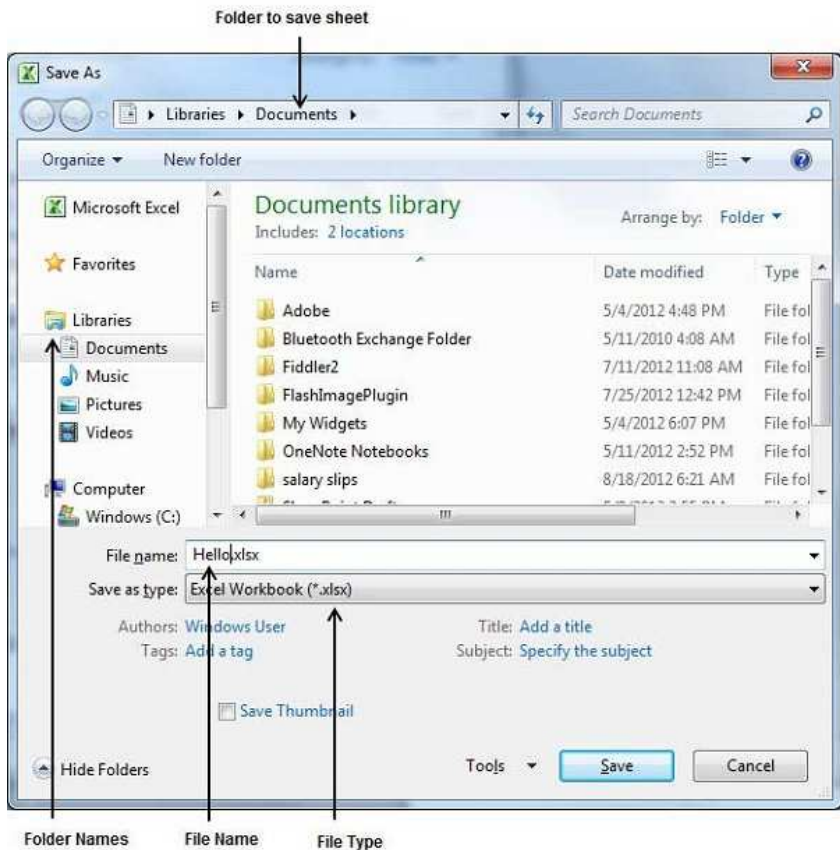 Folder to save sheet
Save As
Libraries Documents Search Documents
Organize New folder
Microsoft Excel
Favorites
Libraries
Documents
Music
Pictures
Videos
Computer
Windows (C:)
Documents library
Includes: 2 locations
Arrange by: Folder
Name Date modified Type
Adobe 5/4/2012 4:48 PM File fol
Bluetooth Exchange Folder 5/11/2010 4:08 AM File fol
Fiddler2 7/11/2012 11:08 AM File fol
FlashImagePlugin 7/25/2012 12:42 PM File fol
My Widgets 5/4/2012 6:07 PM File fol
OneNote Notebooks 5/11/2012 2:52 PM File fol
salary slips 8/18/2012 6:21 AM File fol
File name: Hello.xlsx
Save as type: Excel Workbook (*.xlsx)
Authors: Windows User Title: Add a title
Tags: Add a tag Subject: Specify the subject
Save Thumbnail
Hide Folders Tools Save Cancel
Folder Names File Name File Type